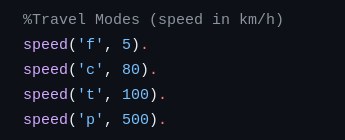 %Travel Modes (speed in km/h)
speed('f', 5).
speed('c', 80).
speed('t', 100).
speed('p', 500).